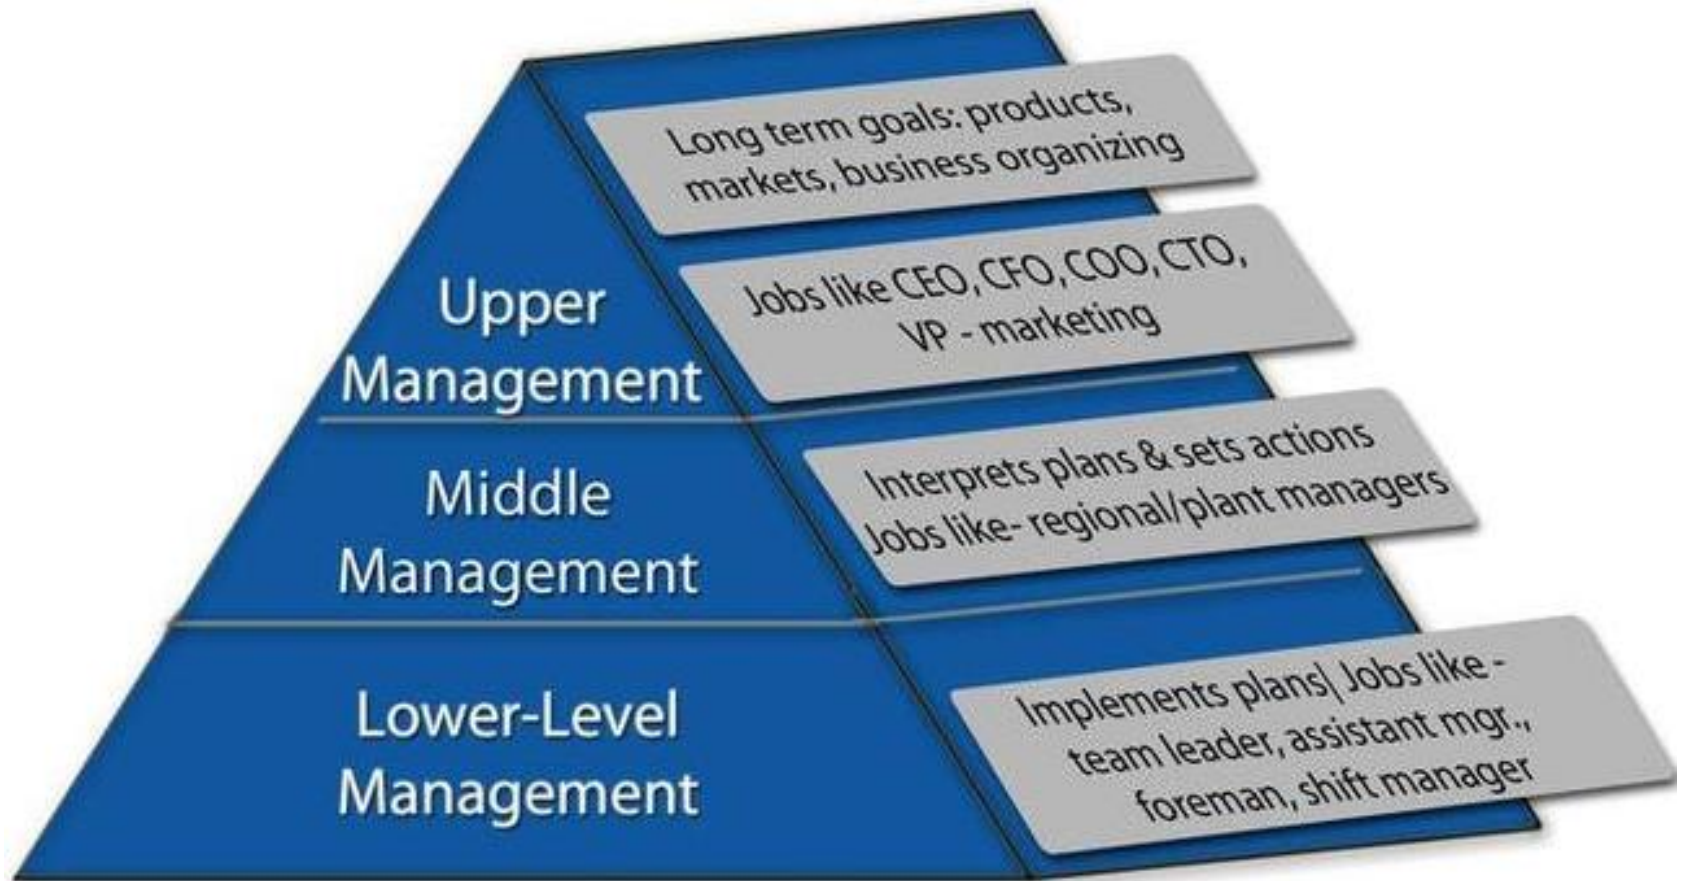 Long term goals: products,
markets, business organizing
Jobs like CEO, CFO, COO, CTO,
VP - marketing
Upper
Management
Interprets plans & sets actions
Jobs like- regional/plant managers
Middle
Management
Implements plans| Jobs like -
team leader, assistant mgr.,
foreman, shift manager
Lower-Level
Management